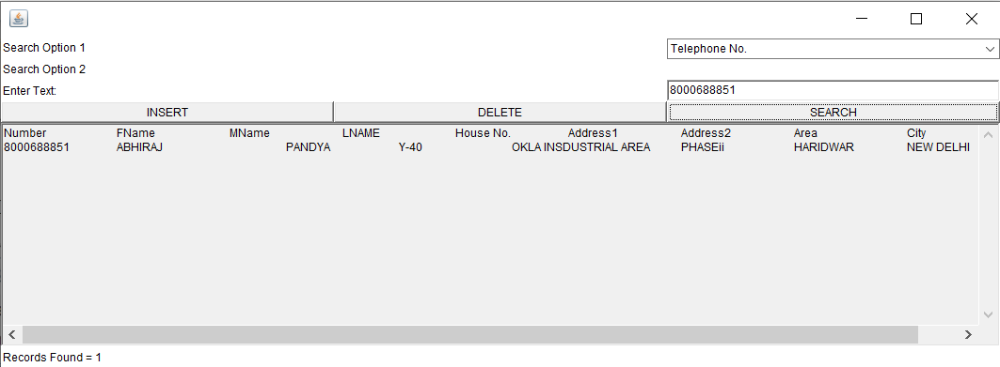 Search Option 1 Telephone No.
Search Option 2
Enter Text: 8000688851
INSERT DELETE SEARCH
Number FName MName LNAME House No. Address1 Address2 Area City
8000688851 ABHIRAJ PANDYA Y-40 OKLA INSDUSTRIAL AREA PHASEii HARIDWAR NEW DELHI
Records Found = 1